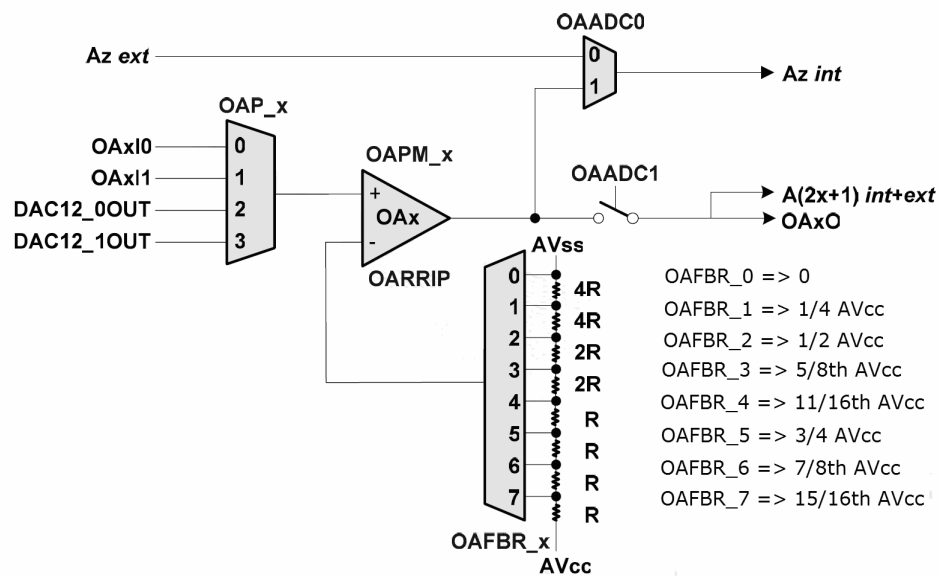 OAADC0
Az ext
0
1
Az int
OAP_x
OAxI0
OAxI1
DAC12_0OUT
DAC12_1OUT
0
1
2
3
OAPM_x
+
OAx
-
OARRIP
OAADC1
A(2x+1) int+ext
OAxO
AVss
0
1
2
3
4
5
6
7
4R
4R
2R
2R
R
R
R
R
OAFBR_x
AVcc
OAFBR_0 => 0
OAFBR_1 => 1/4 AVcc
OAFBR_2 => 1/2 AVcc
OAFBR_3 => 5/8th AVcc
OAFBR_4 => 11/16th AVcc
OAFBR_5 => 3/4 AVcc
OAFBR_6 => 7/8th AVcc
OAFBR_7 => 15/16th AVcc